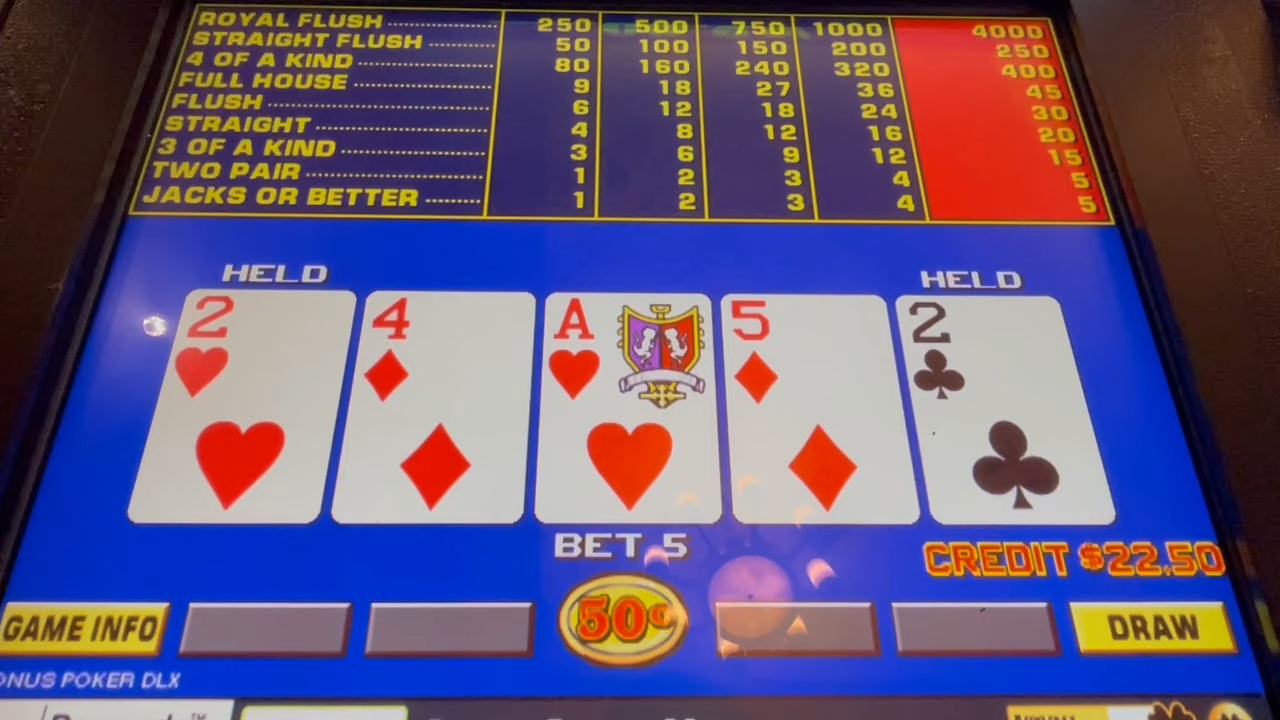 ROYAL FLUSH 250 500 750 1000 4000
STRAIGHT FLUSH 50 100 150 200 250
4 OF A KIND 80 160 240 320 400
FULL HOUSE 9 18 27 36 45
FLUSH 6 12 18 24 30
STRAIGHT 4 8 12 16 20
3 OF A KIND 3 6 9 12 15
TWO PAIR 1 2 3 4 5
JACKS OR BETTER 1 2 3 4 5
HELD HELD
2 4 A 5 2
BET 5
CREDIT $22.50
50¢
GAME INFO DRAW
ONUS POKER DLX